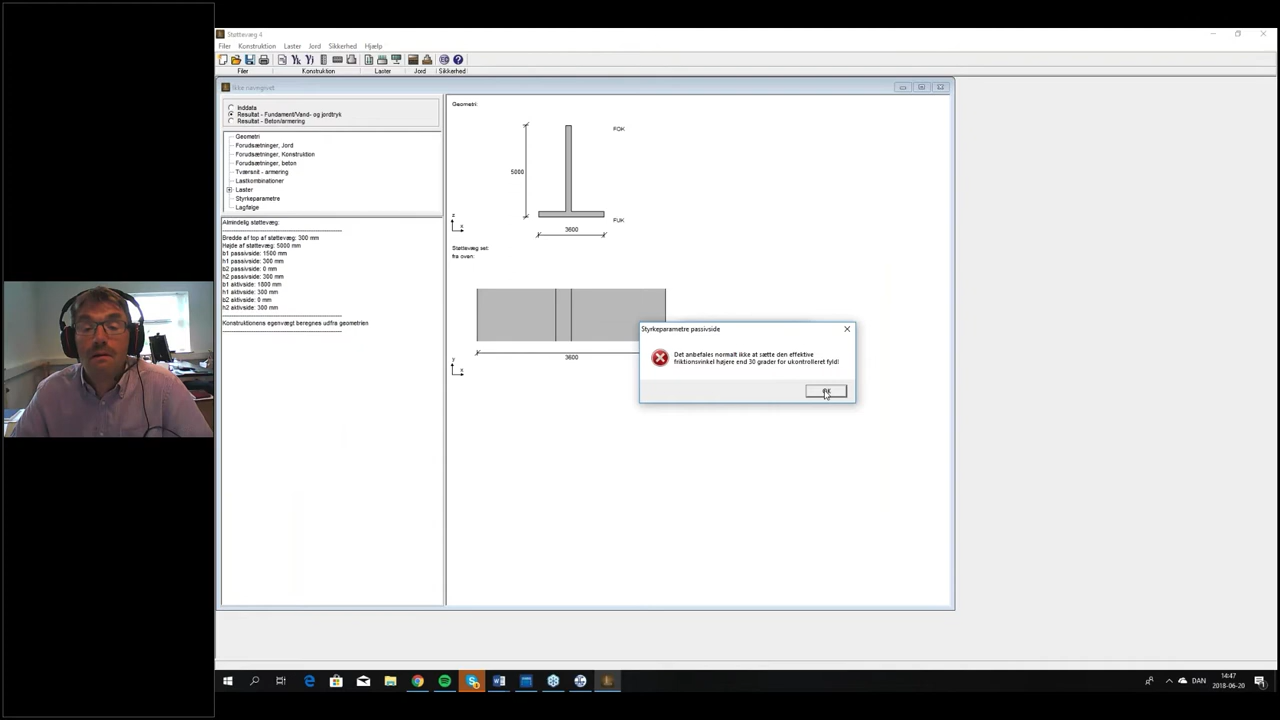 Støttevæg 4
Filer Konstruktion Laster Jord Sikkerhed Hjælp
Filer Konstruktion Laster Jord Sikkerhed
Ikke navngivet
Inddata
Resultat - Fundament/Vand- og jordtryk
Resultat - Beton/armering
Geometri
Forudsætninger, Jord
Forudsætninger, Konstruktion
Forudsætninger, beton
Tværsnit - armering
Lastkombinationer
Laster
Styrkeparametre
Lagfølge
Almindelig støttevæg:
Bredde af top af støttevæg: 300 mm
Højde af støttevæg: 5000 mm
b1 passivside: 1500 mm
h1 passivside: 300 mm
b2 passivside: 0 mm
h2 passivside: 300 mm
b1 aktivside: 1800 mm
h1 aktivside: 300 mm
b2 aktivside: 0 mm
h2 aktivside: 300 mm
Konstruktionens egenvægt beregnes udfra geometrien
Geometri:
FOK
5000
z
x
FUK
3600
Støttevæg set
fra oven:
3600
y
x
Styrkeparametre passivside
Det anbefales normalt ikke at sætte den effektive
friktionsvinkel højere end 30 grader for ukontrolleret fyld!
OK
DAN
14:47
2018-06-20